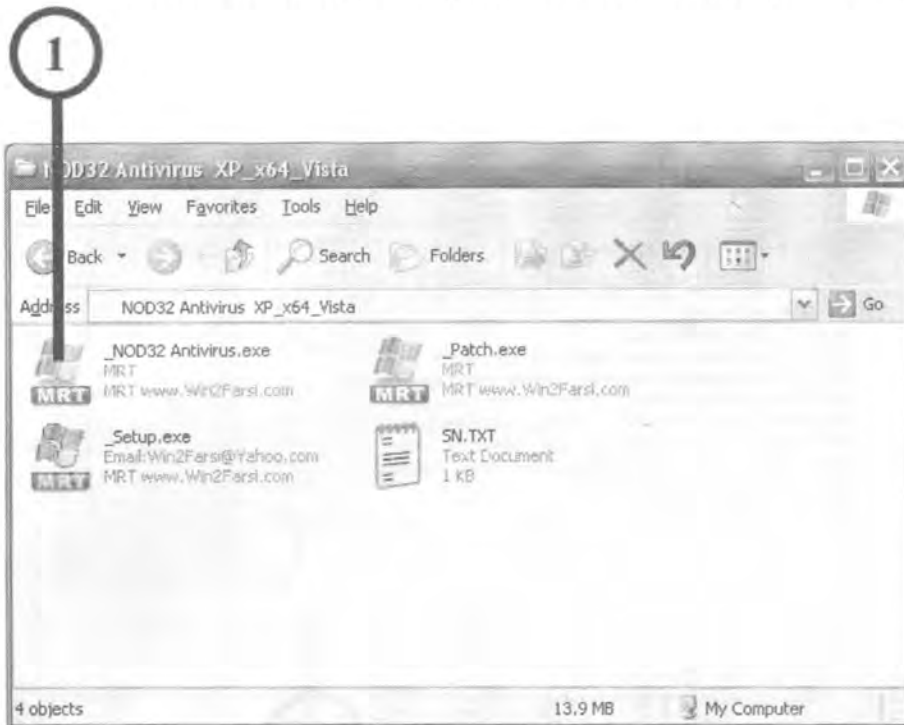 1
NOD32 Antivirus XP_x64_Vista
File Edit View Favorites Tools Help
Back Search Folders
Address NOD32 Antivirus XP_x64_Vista Go
_NOD32 Antivirus.exe
MRT
MRT www.Win2Farsi.com
MRT
_Patch.exe
MRT
MRT www.Win2Farsi.com
MRT
_Setup.exe
Email:Win2Farsi@Yahoo.com
MRT www.Win2Farsi.com
MRT
SN.TXT
Text Document
1 KB
4 objects 13.9 MB My Computer